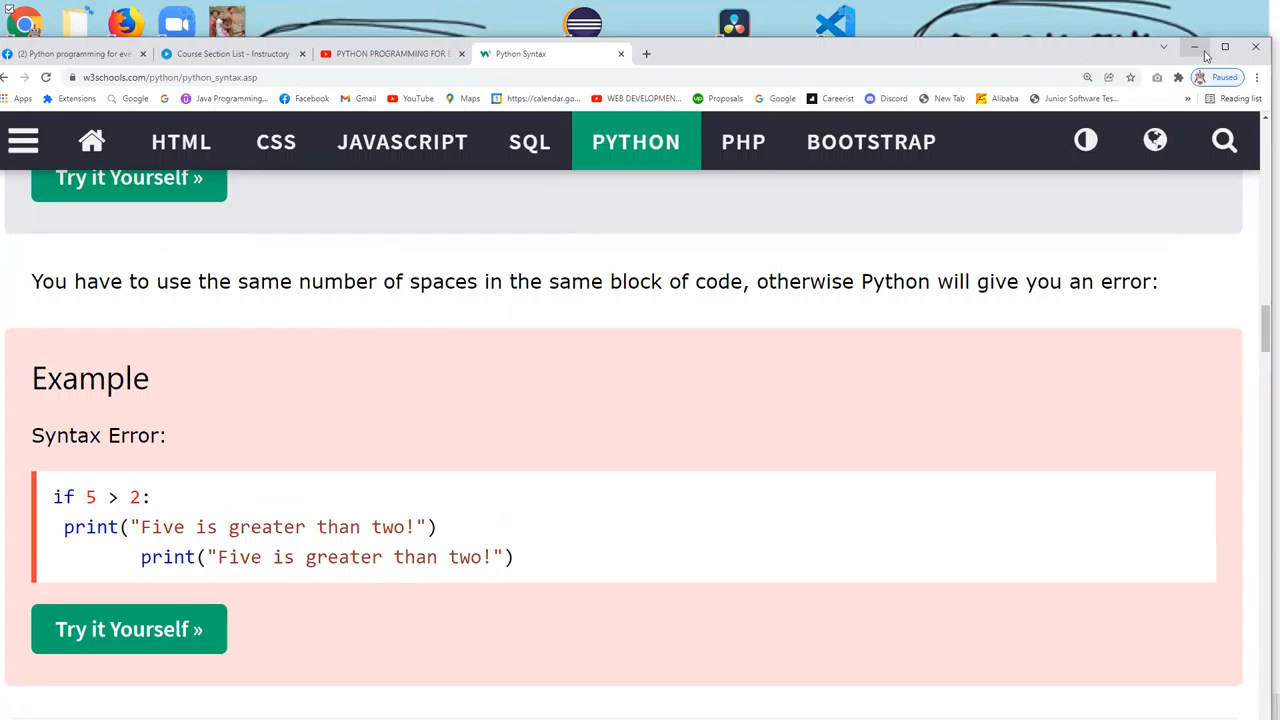 (2) Python programming for eve
Course Section List - Instructory
PYTHON PROGRAMMING FOR E
Python Syntax
w3schools.com/python/python_syntax.asp
Paused
Apps
Extensions
Google
Java Programming...
Facebook
Gmail
YouTube
Maps
https://calendar.go...
WEB DEVELOPMEN...
Proposals
Google
Careerist
Discord
New Tab
Alibaba
Junior Software Tes...
Reading list
HTML
CSS
JAVASCRIPT
SQL
PYTHON
PHP
BOOTSTRAP
Try it Yourself »
You have to use the same number of spaces in the same block of code, otherwise Python will give you an error:
Example
Syntax Error:
if 5 > 2:
 print("Five is greater than two!")
        print("Five is greater than two!")
Try it Yourself »